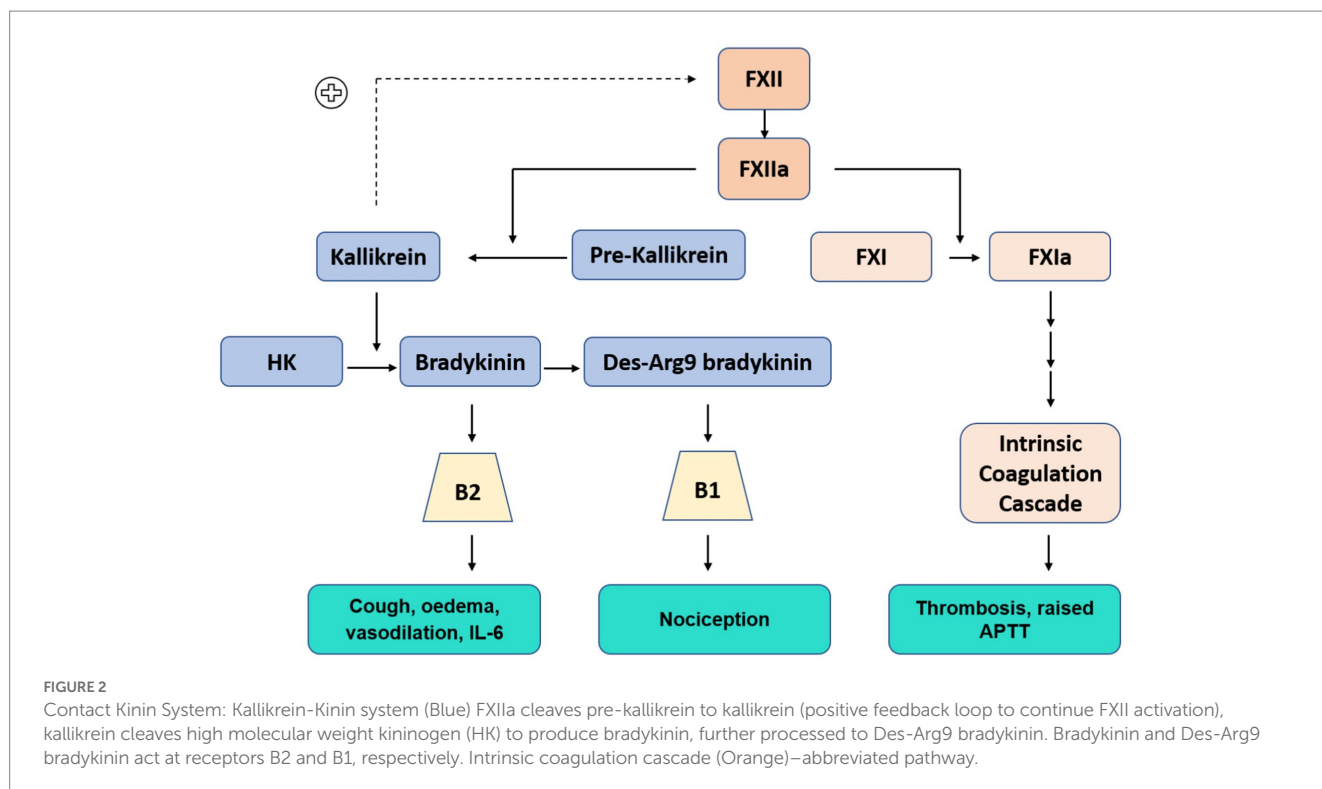 FXII
FXIIa
Kallikrein
Pre-Kallikrein
FXI
FXIa
HK
Bradykinin
Des-Arg9 bradykinin
B2
B1
Intrinsic
Coagulation
Cascade
Cough, oedema,
vasodilation, IL-6
Nociception
Thrombosis, raised
APTT
FIGURE 2
Contact Kinin System: Kallikrein-Kinin system (Blue) FXIIa cleaves pre-kallikrein to kallikrein (positive feedback loop to continue FXII activation),
kallikrein cleaves high molecular weight kininogen (HK) to produce bradykinin, further processed to Des-Arg9 bradykinin. Bradykinin and Des-Arg9
bradykinin act at receptors B2 and B1, respectively. Intrinsic coagulation cascade (Orange)–abbreviated pathway.